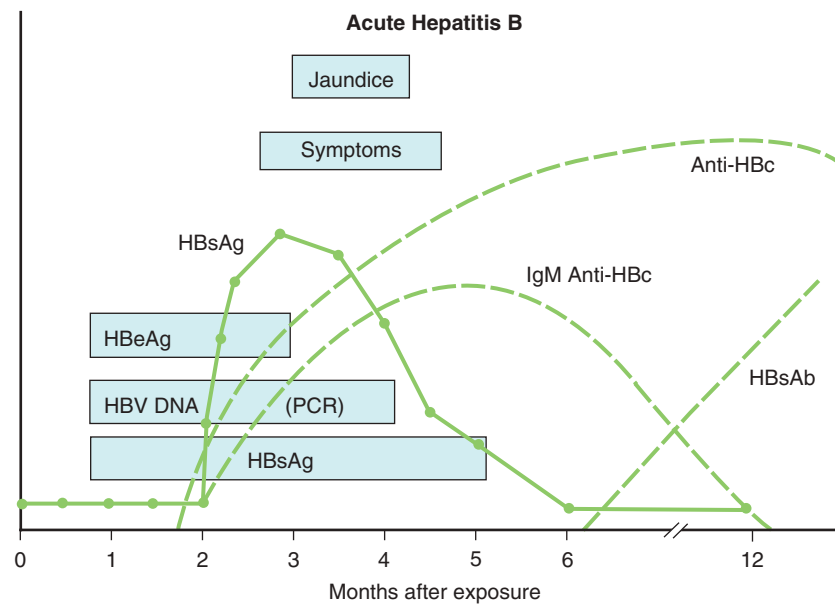 Acute Hepatitis B
Jaundice
Symptoms
Anti-HBc
HBsAg
IgM Anti-HBc
HBeAg
HBsAb
HBV DNA (PCR)
HBsAg
0 1 2 3 4 5 6 12
Months after exposure